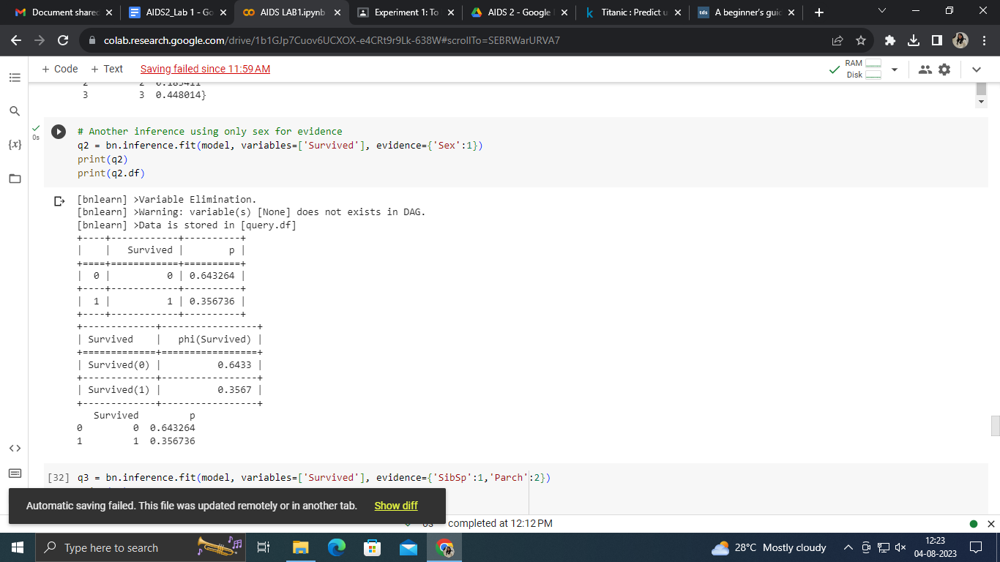 Document shared
AIDS2_Lab 1 - Go
AIDS LAB1.ipynb
Experiment 1: To
AIDS 2 - Google
Titanic : Predict u
tds
A beginner's guid
colab.research.google.com/drive/1b1GJp7Cuov6UCXOX-e4CRt9r9Lk-638W#scrollTo=SEBRWarURVA7
+ Code + Text Saving failed since 11:59 AM
RAM
Disk
3 3 0.448014}
0s
# Another inference using only sex for evidence
q2 = bn.inference.fit(model, variables=['Survived'], evidence={'Sex':1})
print(q2)
print(q2.df)
{x}
[bnlearn] >Variable Elimination.
[bnlearn] >Warning: variable(s) [None] does not exists in DAG.
[bnlearn] >Data is stored in [query.df]
+----+------------+----------+
|    |   Survived |        p |
+====+============+==========+
|  0 |          0 | 0.643264 |
+----+------------+----------+
|  1 |          1 | 0.356736 |
+----+------------+----------+
+-------------+-----------------+
| Survived    |   phi(Survived) |
+=============+=================+
| Survived(0) |          0.6433 |
+-------------+-----------------+
| Survived(1) |          0.3567 |
+-------------+-----------------+
   Survived         p
0         0  0.643264
1         1  0.356736
[32] q3 = bn.inference.fit(model, variables=['Survived'], evidence={'SibSp':1,'Parch':2})
Automatic saving failed. This file was updated remotely or in another tab. Show diff
0s completed at 12:12 PM
Type here to search
28°C Mostly cloudy
12:23
04-08-2023